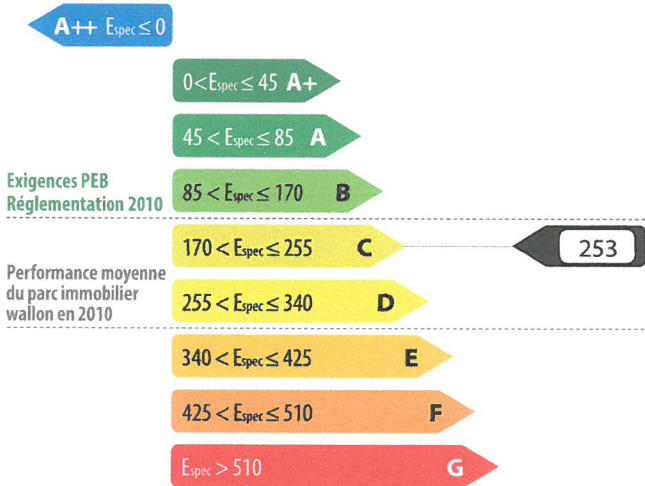 A++ Espec ≤ 0
0 < Espec ≤ 45 A+
45 < Espec ≤ 85 A
Exigences PEB
Réglementation 2010
85 < Espec ≤ 170 B
170 < Espec ≤ 255 C
253
Performance moyenne
du parc immobilier
wallon en 2010
255 < Espec ≤ 340 D
340 < Espec ≤ 425 E
425 < Espec ≤ 510 F
Espec > 510 G